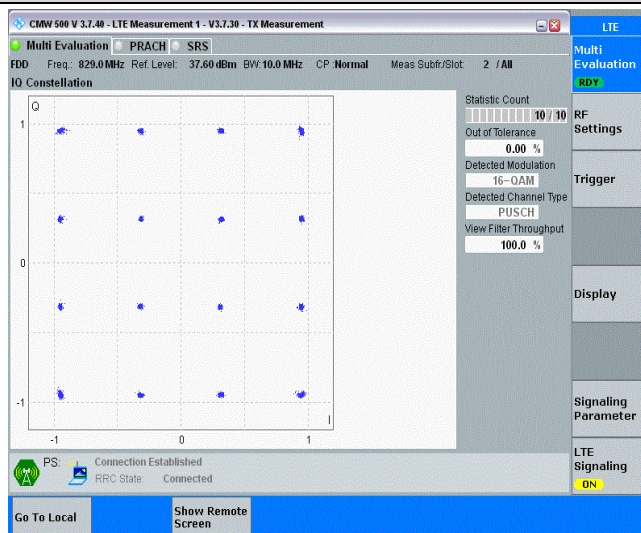 CMW 500 V 3.7.40 - LTE Measurement 1 - V3.7.30 - TX Measurement
LTE
Multi Evaluation PRACH SRS
Multi
Evaluation
RDY
FDD Freq.: 829.0 MHz Ref. Level: 37.60 dBm BW: 10.0 MHz CP :Normal Meas Subfr./Slot: 2 / All
IQ Constellation
Q
1
0
-1
I
-1 0 1
Statistic Count
10 / 10
Out of Tolerance
0.00 %
Detected Modulation
16-QAM
Detected Channel Type
PUSCH
View Filter Throughput
100.0 %
RF
Settings
Trigger
Display
Signaling
Parameter
LTE
Signaling
ON
PS: Connection Established
RRC State: Connected
Go To Local
Show Remote
Screen